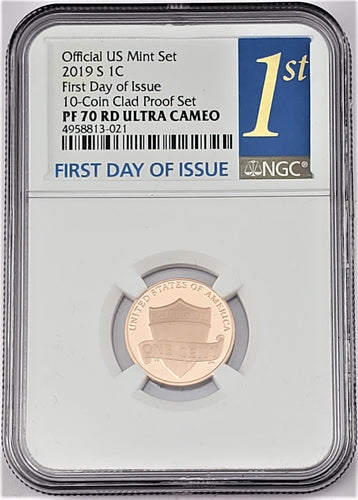 Official US Mint Set
2019 S 1C
First Day of Issue
10-Coin Clad Proof Set
PF 70 RD ULTRA CAMEO
4958813-021
1st
FIRST DAY OF ISSUE
NGC
UNITED STATES OF AMERICA
ONE CENT